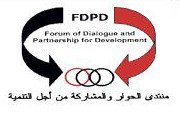 FDPD
Forum of Dialogue and
Partnership for Development
منتدى الحوار والمشاركة من أجل التنمية